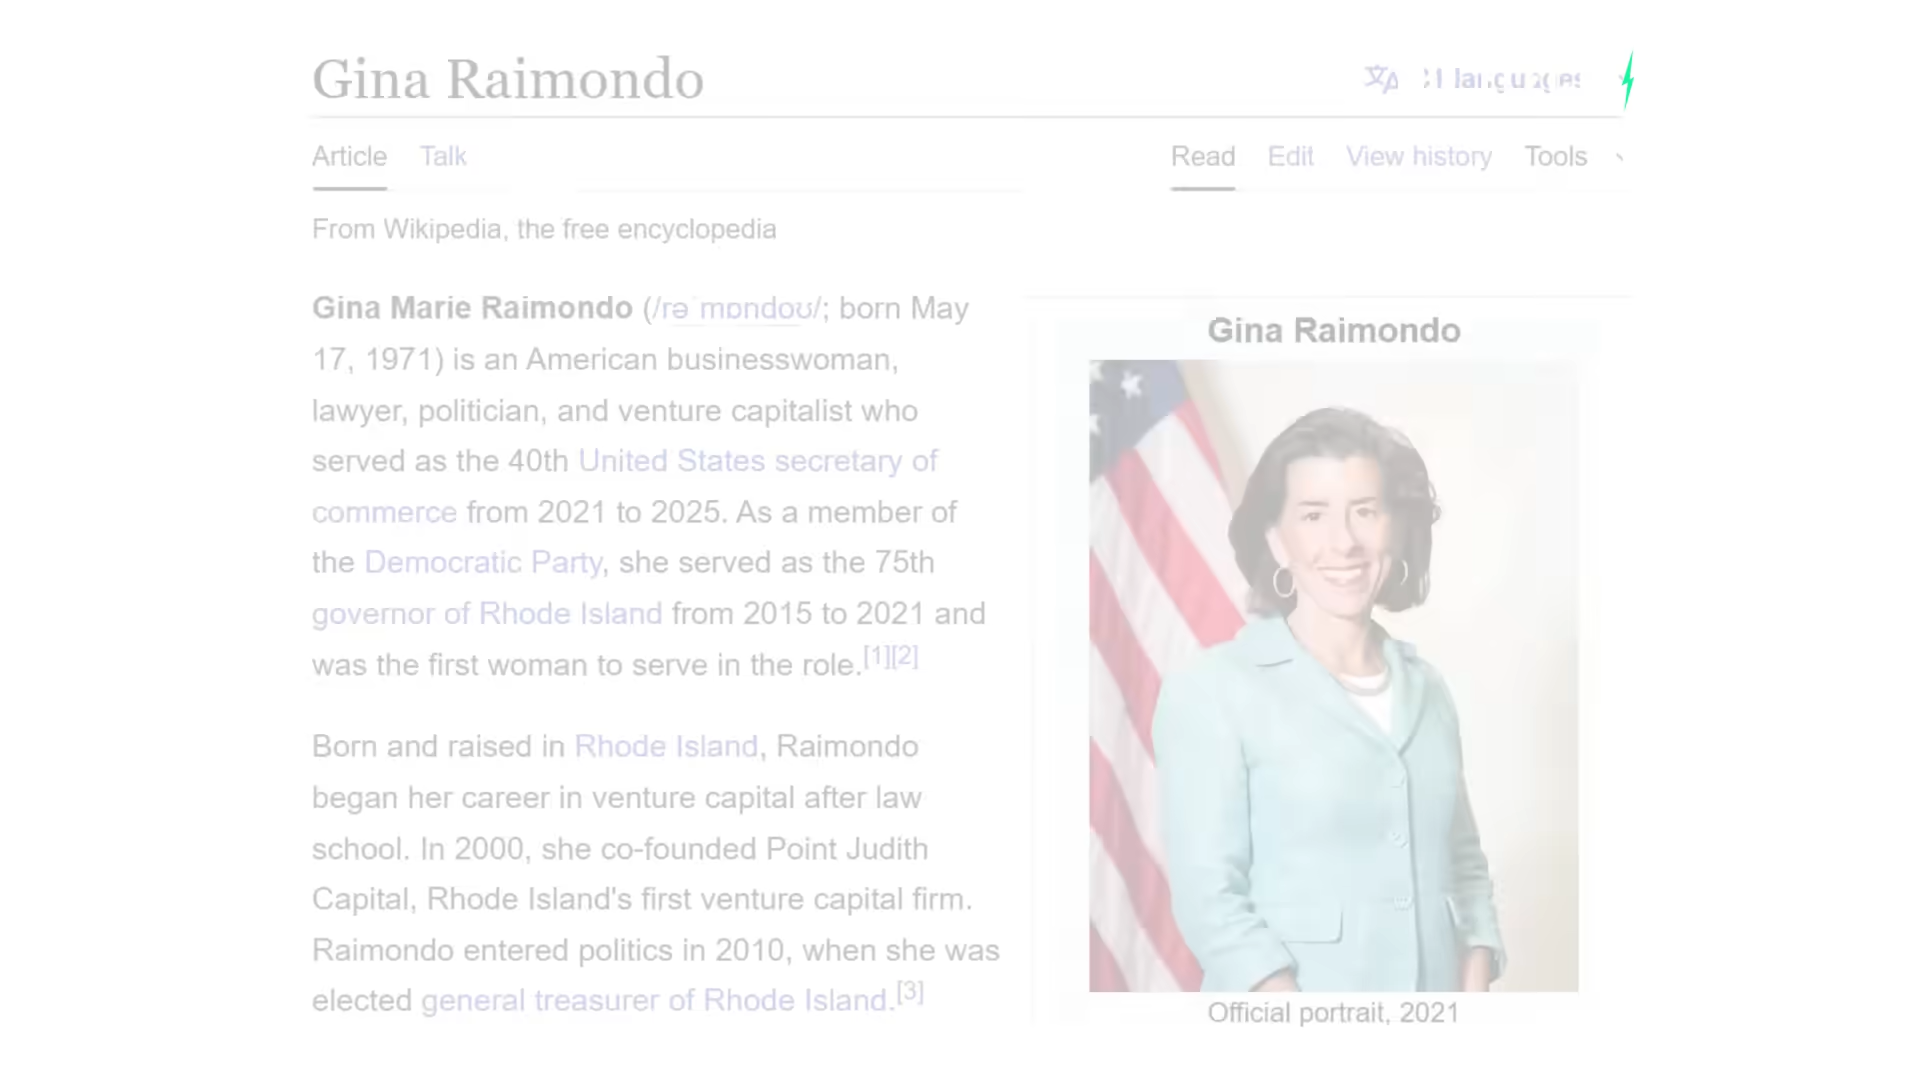 Gina Raimondo
languages
Article Talk
Read Edit View history Tools
From Wikipedia, the free encyclopedia
Gina Marie Raimondo (/rəˈmɒndoʊ/; born May
17, 1971) is an American businesswoman,
lawyer, politician, and venture capitalist who
served as the 40th United States secretary of
commerce from 2021 to 2025. As a member of
the Democratic Party, she served as the 75th
governor of Rhode Island from 2015 to 2021 and
was the first woman to serve in the role.[1][2]
Born and raised in Rhode Island, Raimondo
began her career in venture capital after law
school. In 2000, she co-founded Point Judith
Capital, Rhode Island's first venture capital firm.
Raimondo entered politics in 2010, when she was
elected general treasurer of Rhode Island.[3]
Gina Raimondo
Official portrait, 2021